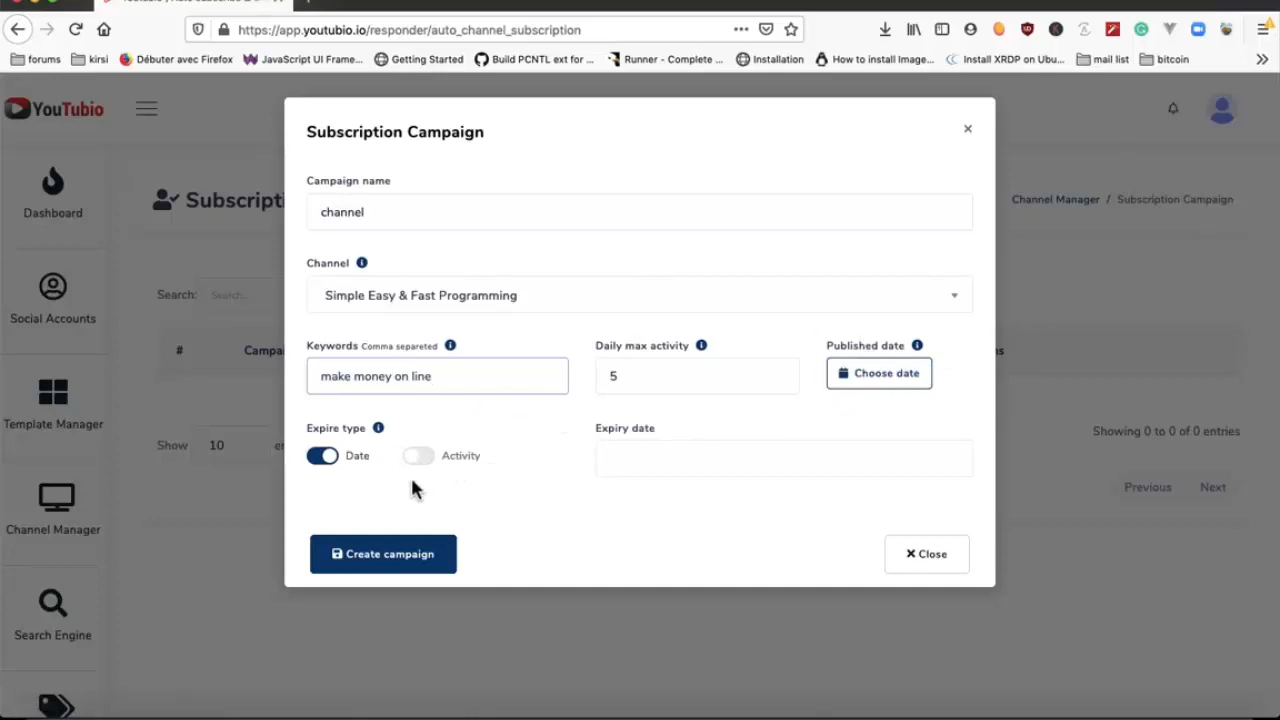 https://app.youtubio.io/responder/auto_channel_subscription
forums
kirsi
Débuter avec Firefox
JavaScript UI Frame...
Getting Started
Build PCNTL ext for ...
Runner - Complete ...
Installation
How to install Image...
Install XRDP on Ubu...
mail list
bitcoin
YouTubio
Subscription Campaign
×
Campaign name
channel
Channel
Simple Easy & Fast Programming
Keywords Comma separeted
Daily max activity
Published date
make money on line
5
Choose date
Expire type
Expiry date
Date
Activity
Create campaign
Close
Dashboard
Social Accounts
Template Manager
Channel Manager
Search Engine
Subscripti
Channel Manager / Subscription Campaign
Search:
Search...
#
Campa
ns
Show
10
er
Showing 0 to 0 of 0 entries
Previous
Next